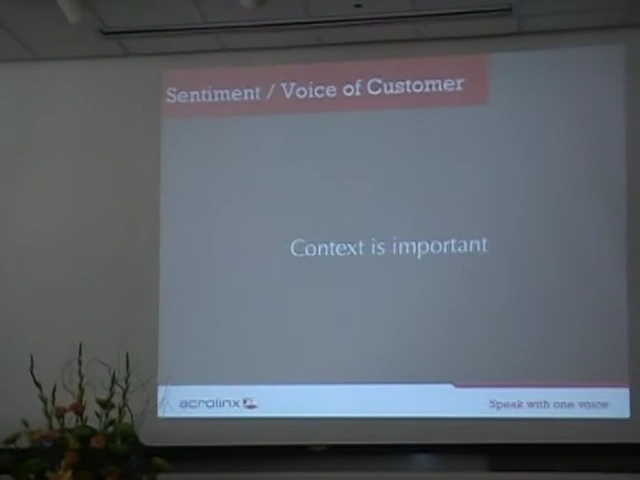 Sentiment / Voice of Customer
Context is important
acrolinx
Speak with one voice